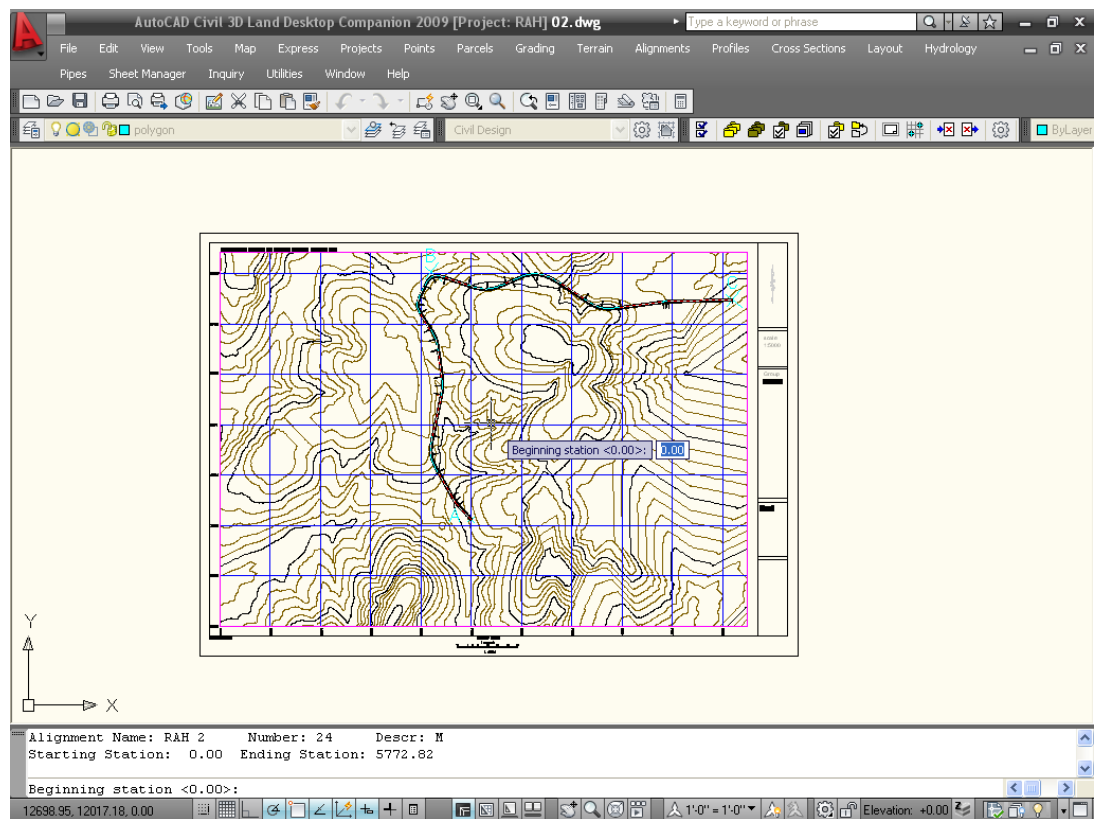 AutoCAD Civil 3D Land Desktop Companion 2009 [Project: RAH] 02.dwg
Type a keyword or phrase
File Edit View Tools Map Express Projects Points Parcels Grading Terrain Alignments Profiles Cross Sections Layout Hydrology
Pipes Sheet Manager Inquiry Utilities Window Help
polygon
Civil Design
ByLayer
B
C
scale
Group
Beginning station <0.00>: 0.00
A
Y
X
Alignment Name: RAH 2 Number: 24 Descr: M
Starting Station: 0.00 Ending Station: 5772.82
Beginning station <0.00>:
12698.95, 12017.18, 0.00
1'-0" = 1'-0"
Elevation: +0.00